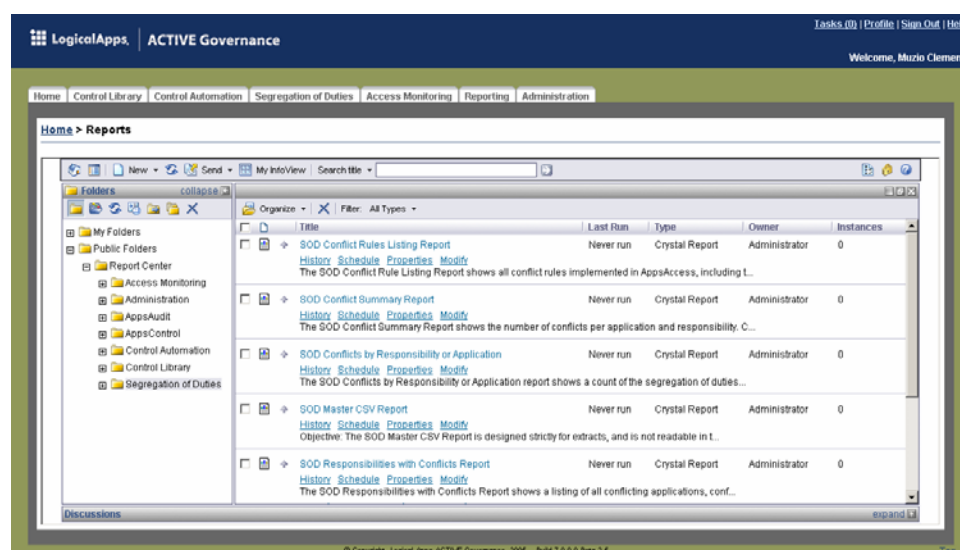 Tasks (0) | Profile | Sign Out | Hel
LogicalApps. ACTIVE Governance
Welcome, Muzio Clemen
Home Control Library Control Automation Segregation of Duties Access Monitoring Reporting Administration
Home > Reports
New Send My InfoView Search title
Folders collapse
Organize Filter: All Types
Title Last Run Type Owner Instances
My Folders
Public Folders
Report Center
Access Monitoring
Administration
AppsAudit
AppsControl
Control Automation
Control Library
Segregation of Duties
SOD Conflict Rules Listing Report Never run Crystal Report Administrator 0
History Schedule Properties Modify
The SOD Conflict Rule Listing Report shows all conflict rules implemented in AppsAccess, including t...
SOD Conflict Summary Report Never run Crystal Report Administrator 0
History Schedule Properties Modify
The SOD Conflict Summary Report shows the number of conflicts per application and responsibility. C...
SOD Conflicts by Responsibility or Application Never run Crystal Report Administrator 0
History Schedule Properties Modify
The SOD Conflicts by Responsibility or Application report shows a count of the segregation of duties...
SOD Master CSV Report Never run Crystal Report Administrator 0
History Schedule Properties Modify
Objective: The SOD Master CSV Report is designed strictly for extracts, and is not readable in t...
SOD Responsibilities with Conflicts Report Never run Crystal Report Administrator 0
History Schedule Properties Modify
The SOD Responsibilities with Conflicts Report shows a listing of all conflicting applications, conf...
Discussions expand